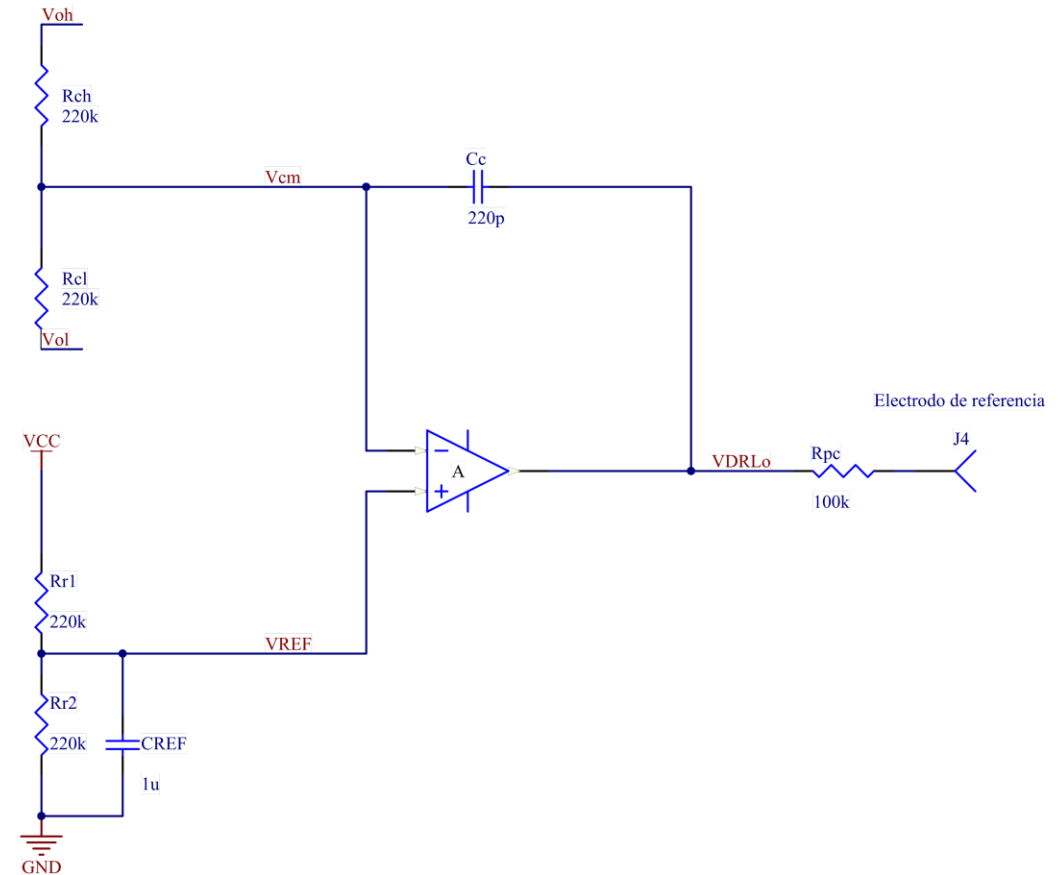 Voh
Rch
220k
Cc
Vcm
220p
Rcl
220k
Vol
Electrodo de referencia
VCC
J4
Rpc
VDRLo
−
A
+
100k
Rr1
220k
VREF
Rr2
220k
CREF
1u
GND